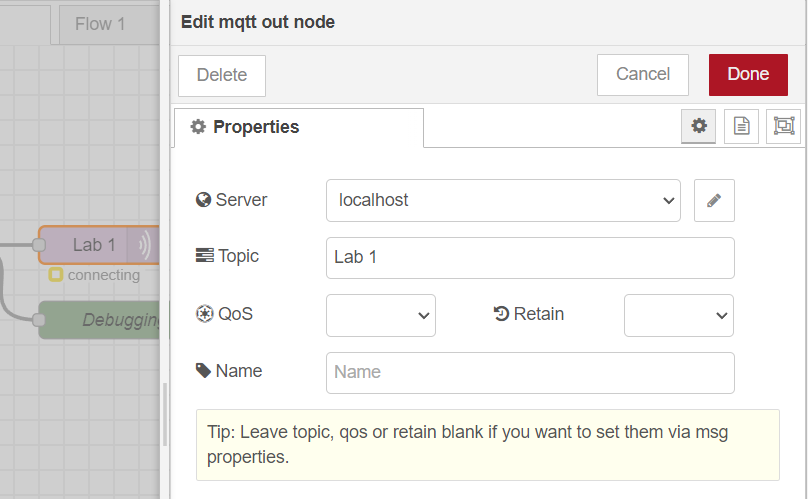 Flow 1
Edit mqtt out node
Delete
Cancel
Done
Properties
Server
localhost
Topic
Lab 1
QoS
Retain
Name
Name
Tip: Leave topic, qos or retain blank if you want to set them via msg
properties.
Lab 1
connecting
Debugging